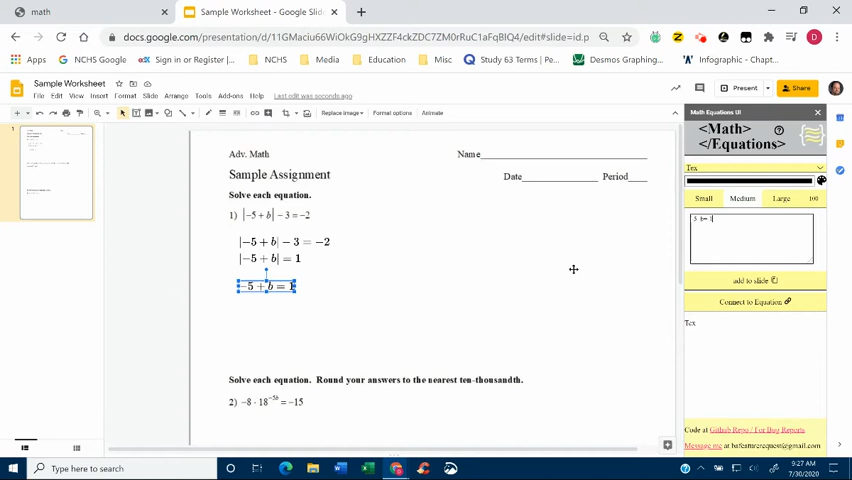 math
Sample Worksheet - Google Slid
docs.google.com/presentation/d/11GMaciu66WiOkG9gHXZZF4ckZDC7ZM0rRuC1aFqBIQ4/edit#slide=id.p
Apps
NCHS Google
Sign in or Register |...
NCHS
Media
Education
Misc
Study 63 Terms | Pe...
Desmos Graphing...
Infographic - Chapt...
Sample Worksheet
File Edit View Insert Format Slide Arrange Tools Add-ons Help
Last edit was seconds ago
Present
Share
Replace image
Format options
Animate
1
Adv. Math
Name
Sample Assignment
Date Period
Solve each equation.
1) |−5 + b| − 3 = −2
|−5 + b| − 3 = −2
|−5 + b| = 1
−5 + b = 1
Solve each equation. Round your answers to the nearest ten-thousandth.
2) −8 · 18^−5b = −15
Math Equations UI
<Math>
</Equations>
Tex
Small Medium Large 100
add to slide
Connect to Equation
Tex
Code at Github Repo / For Bug Reports
Message me at bafeaturerequest@gmail.com
Type here to search
9:27 AM
7/30/2020